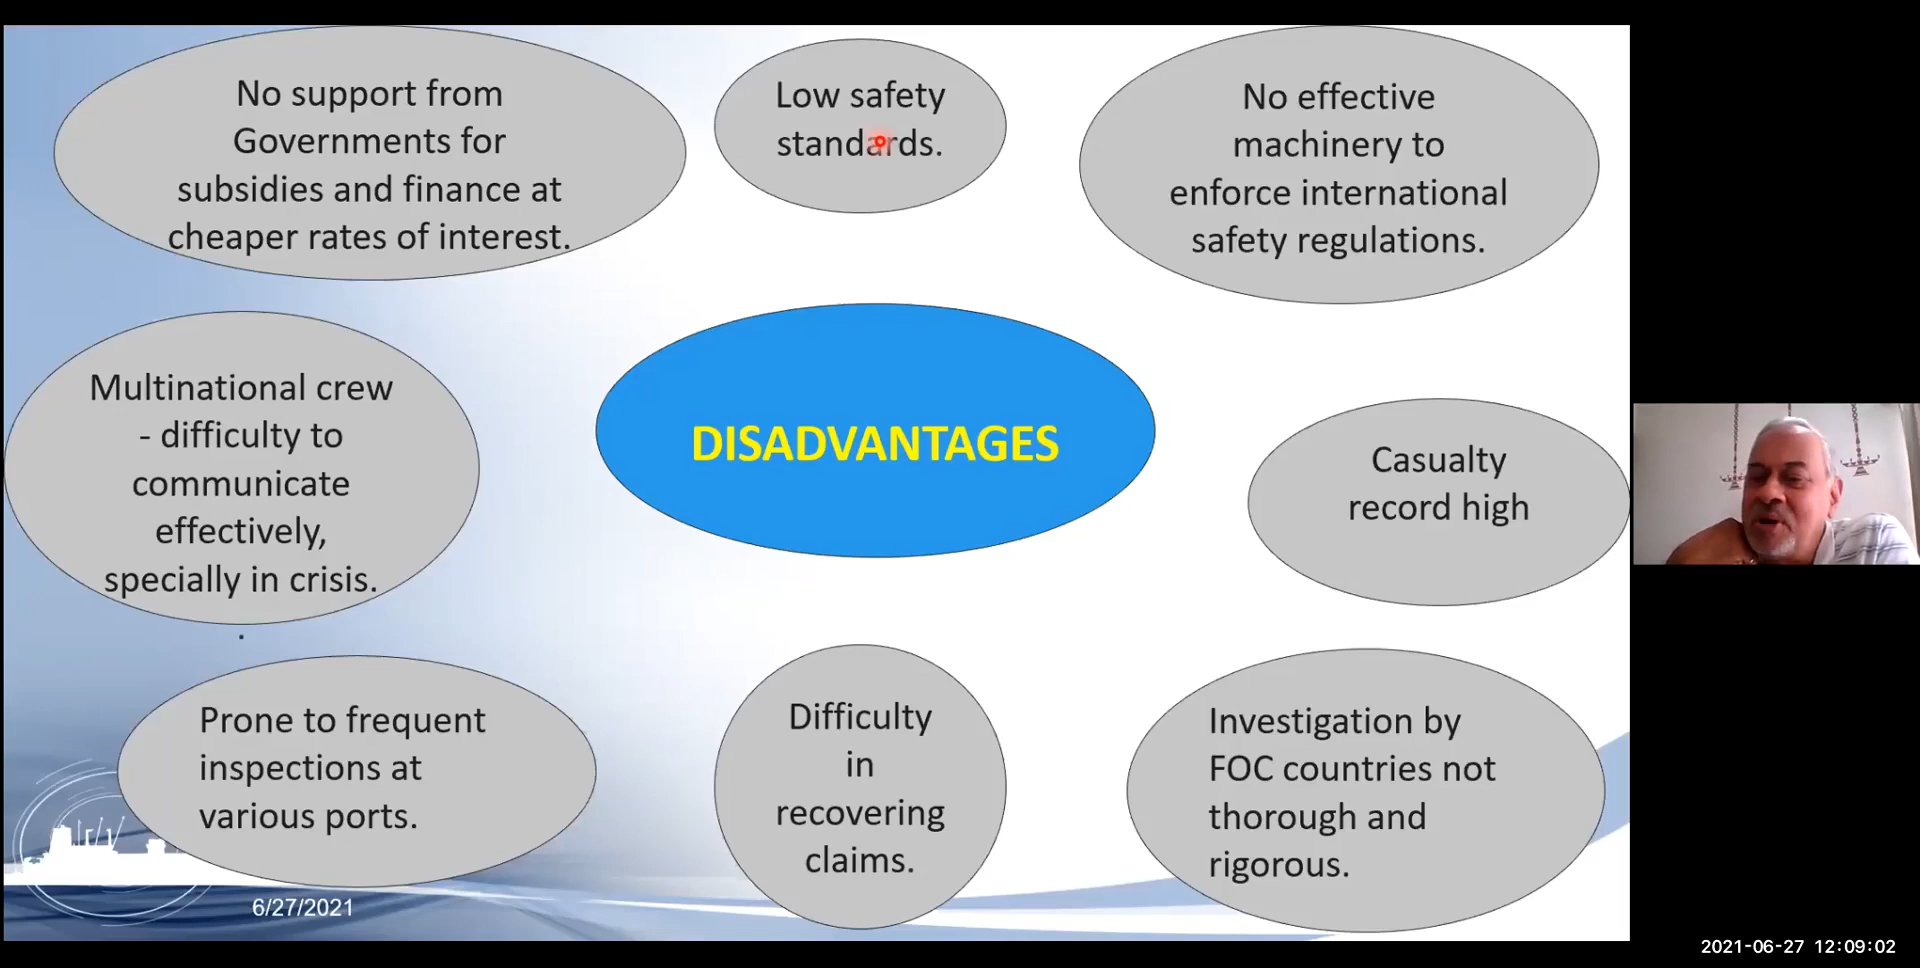 No support from
Governments for
subsidies and finance at
cheaper rates of interest.
Low safety
standards.
No effective
machinery to
enforce international
safety regulations.
Multinational crew
- difficulty to
communicate
effectively,
specially in crisis.
.
DISADVANTAGES
Casualty
record high
Prone to frequent
inspections at
various ports.
Difficulty
in
recovering
claims.
Investigation by
FOC countries not
thorough and
rigorous.
6/27/2021
2021-06-27 12:09:02